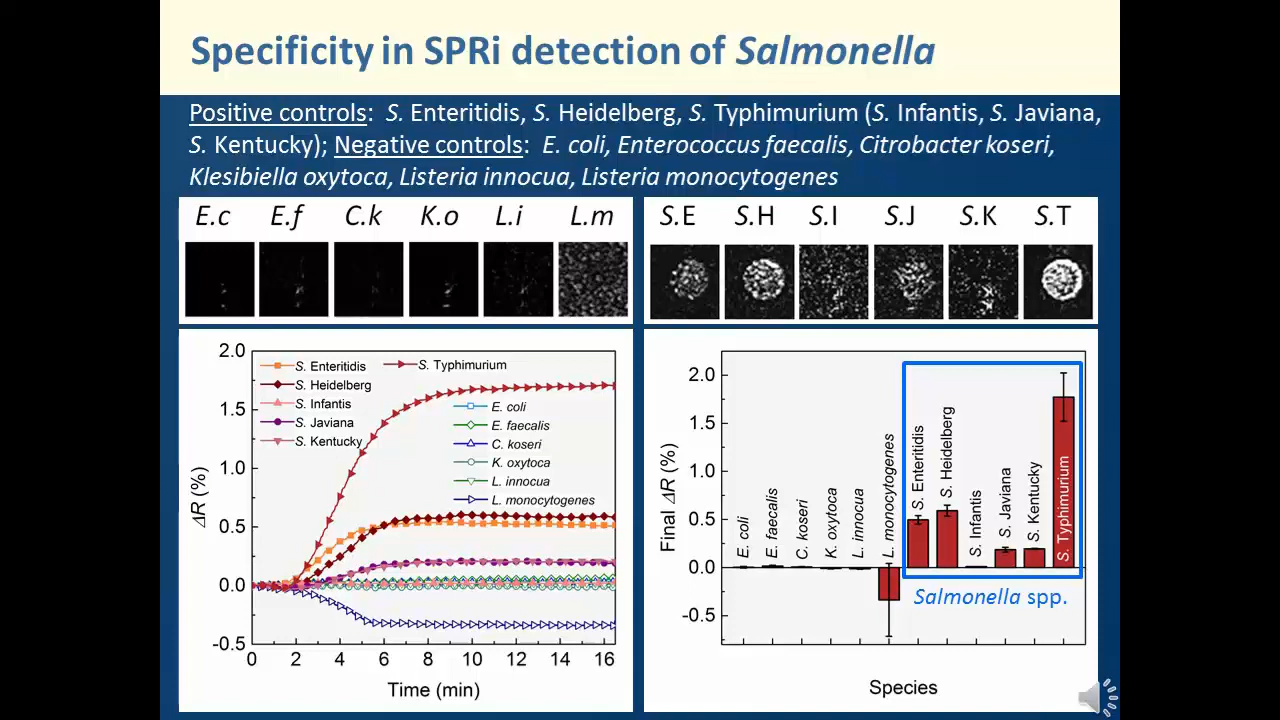 Specificity in SPRi detection of Salmonella
Positive controls: S. Enteritidis, S. Heidelberg, S. Typhimurium (S. Infantis, S. Javiana,
S. Kentucky); Negative controls: E. coli, Enterococcus faecalis, Citrobacter koseri,
Klesibiella oxytoca, Listeria innocua, Listeria monocytogenes
E.c E.f C.k K.o L.i L.m
S.E S.H S.I S.J S.K S.T
2.0
1.5
1.0
0.5
0.0
-0.5
ΔR (%)
S. Enteritidis
S. Heidelberg
S. Infantis
S. Javiana
S. Kentucky
S. Typhimurium
E. coli
E. faecalis
C. koseri
K. oxytoca
L. innocua
L. monocytogenes
0 2 4 6 8 10 12 14 16
Time (min)
2.0
1.5
1.0
0.5
0.0
-0.5
Final ΔR (%)
E. coli
E. faecalis
C. koseri
K. oxytoca
L. innocua
L. monocytogenes
S. Enteritidis
S. Heidelberg
S. Infantis
S. Javiana
S. Kentucky
S. Typhimurium
Salmonella spp.
Species